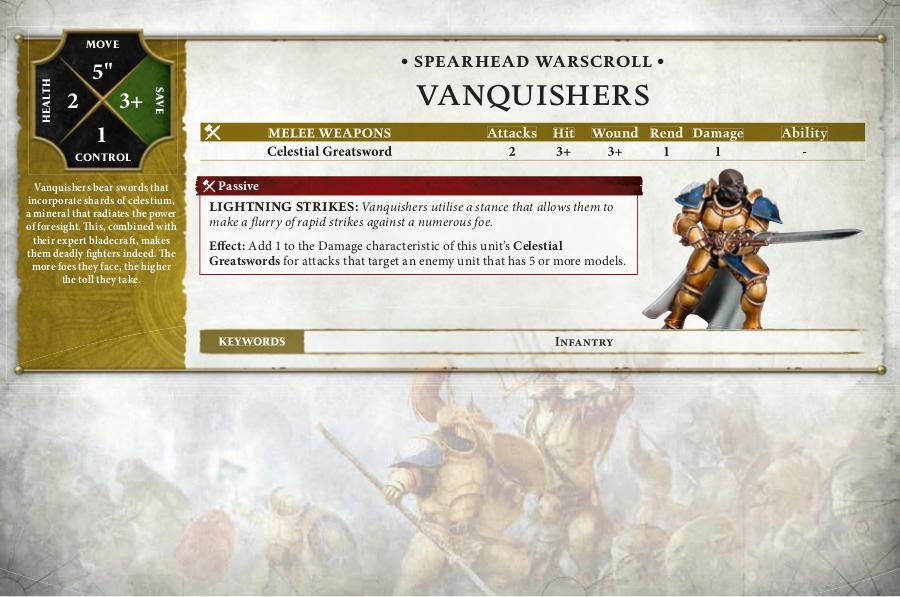 MOVE
5"
HEALTH
2
3+
SAVE
1
CONTROL
Vanquishers bear swords that
incorporate shards of celestium,
a mineral that radiates the power
of foresight. This, combined with
their expert bladecraft, makes
them deadly fighters indeed. The
more foes they face, the higher
the toll they take.
• SPEARHEAD WARSCROLL •
VANQUISHERS
MELEE WEAPONS Attacks Hit Wound Rend Damage Ability
Celestial Greatsword 2 3+ 3+ 1 1 -
Passive
LIGHTNING STRIKES: Vanquishers utilise a stance that allows them to
make a flurry of rapid strikes against a numerous foe.
Effect: Add 1 to the Damage characteristic of this unit's Celestial
Greatswords for attacks that target an enemy unit that has 5 or more models.
KEYWORDS INFANTRY